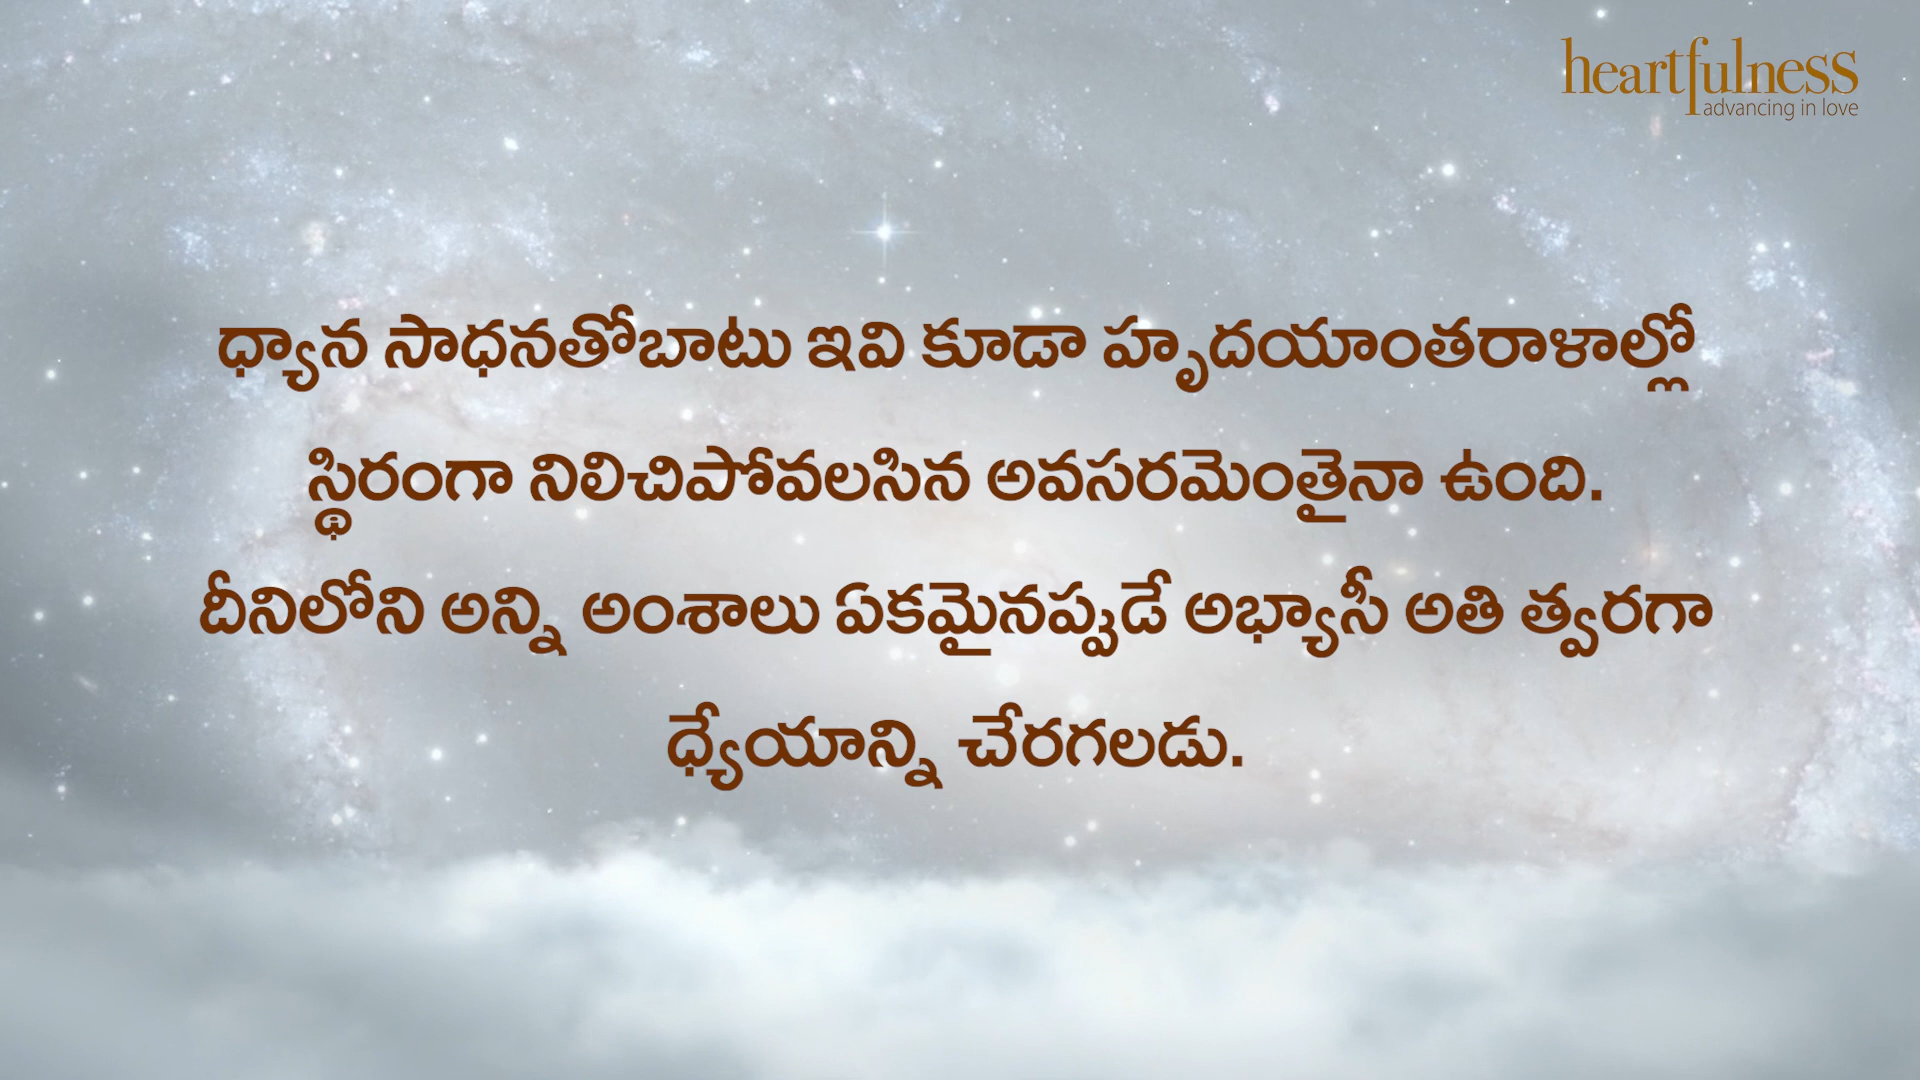 heartfulness
advancing in love
ధ్యాన సాధనతోబాటు ఇవి కూడా హృదయాంతరాళాల్లో
స్థిరంగా నిలిచిపోవలసిన అవసరమెంతైనా ఉంది.
దీనిలోని అన్ని అంశాలు ఏకమైనప్పుడే అభ్యాసీ అతి త్వరగా
ధ్యేయాన్ని చేరగలడు.